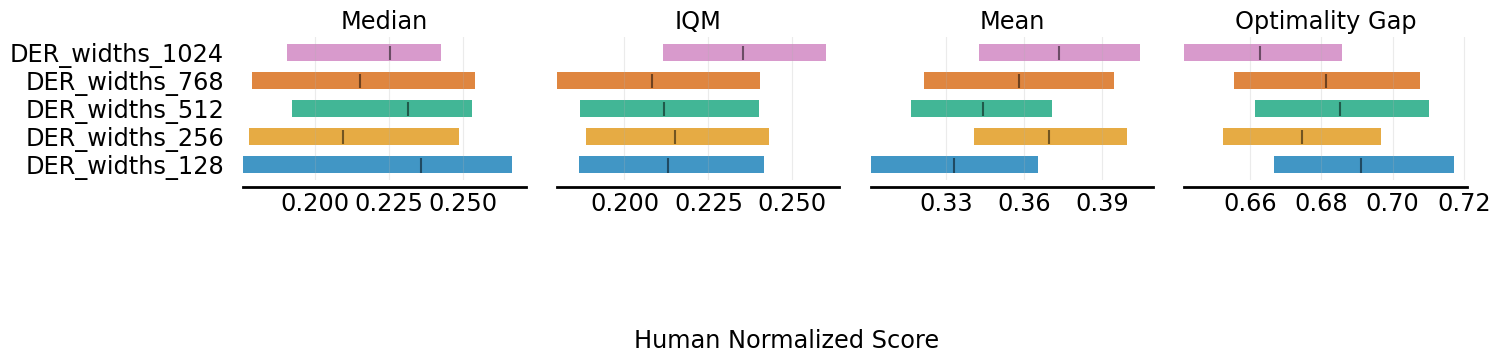 Median IQM Mean Optimality Gap
DER_widths_1024
DER_widths_768
DER_widths_512
DER_widths_256
DER_widths_128
0.200 0.225 0.250 0.200 0.225 0.250 0.33 0.36 0.39 0.66 0.68 0.70 0.72
Human Normalized Score